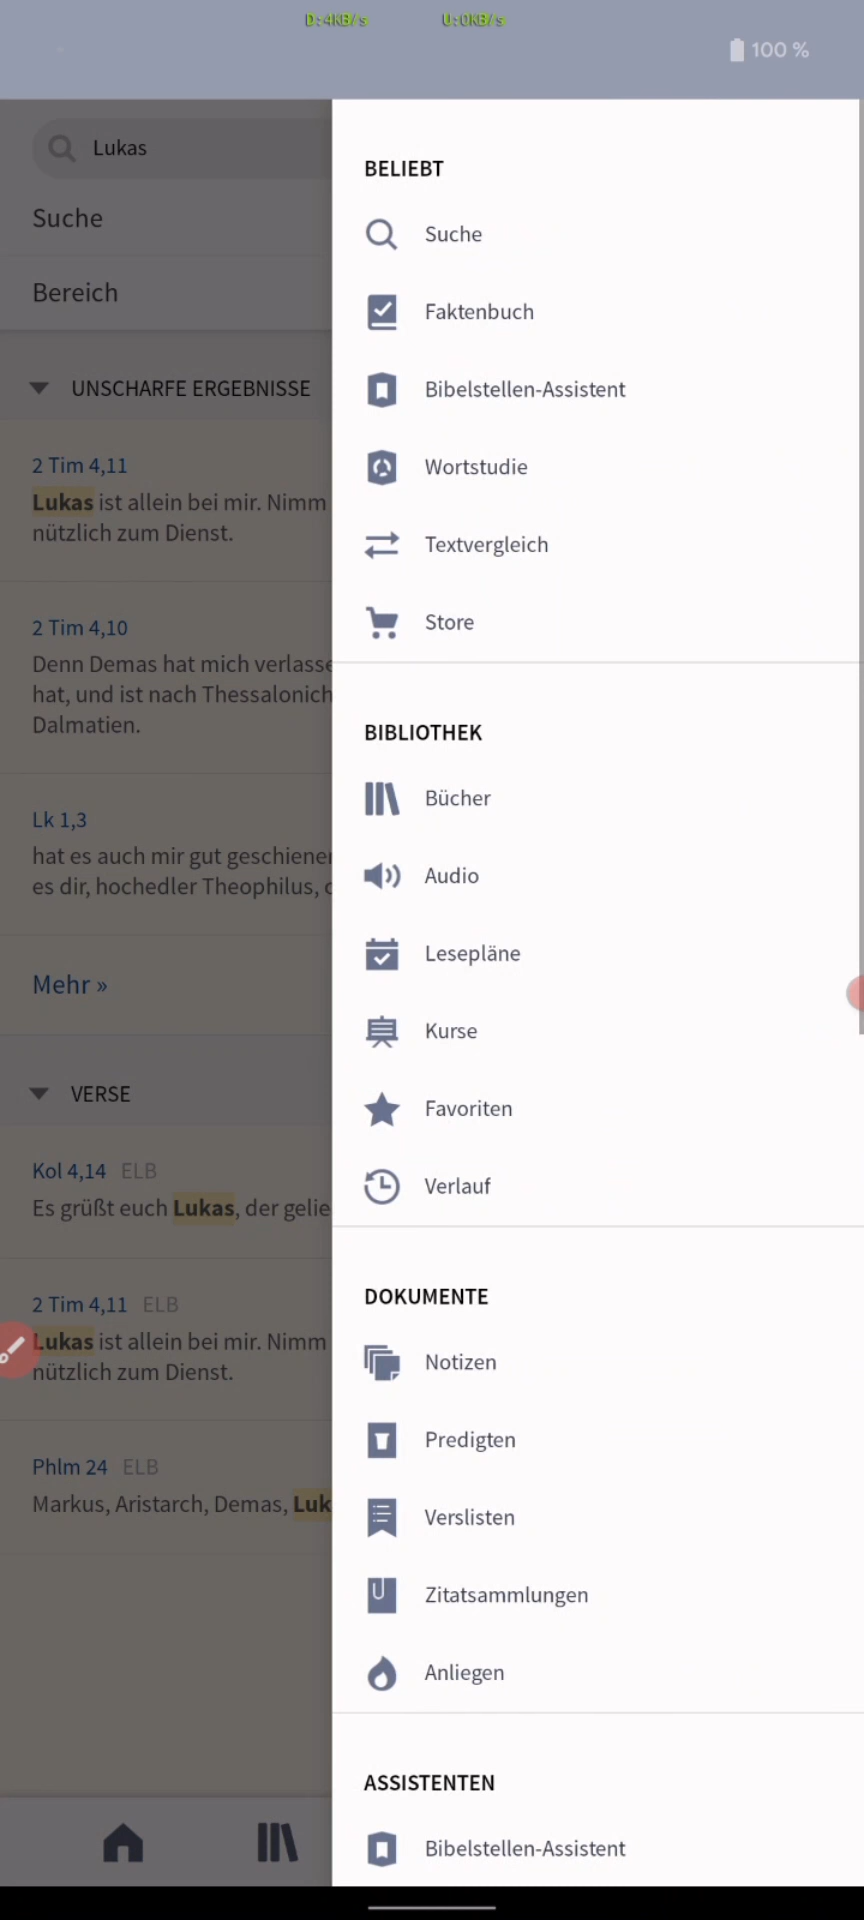 D:4KB/s U:0KB/s
100 %
Lukas
Suche
Bereich
UNSCHARFE ERGEBNISSE
2 Tim 4,11
Lukas ist allein bei mir. Nimm
nützlich zum Dienst.
2 Tim 4,10
Denn Demas hat mich verlasse
hat, und ist nach Thessalonich
Dalmatien.
Lk 1,3
hat es auch mir gut geschienen
es dir, hochedler Theophilus,
Mehr »
VERSE
Kol 4,14 ELB
Es grüßt euch Lukas, der gelie
2 Tim 4,11 ELB
Lukas ist allein bei mir. Nimm
nützlich zum Dienst.
Phlm 24 ELB
Markus, Aristarch, Demas, Luk
BELIEBT
Suche
Faktenbuch
Bibelstellen-Assistent
Wortstudie
Textvergleich
Store
BIBLIOTHEK
Bücher
Audio
Lesepläne
Kurse
Favoriten
Verlauf
DOKUMENTE
Notizen
Predigten
Verslisten
Zitatsammlungen
Anliegen
ASSISTENTEN
Bibelstellen-Assistent